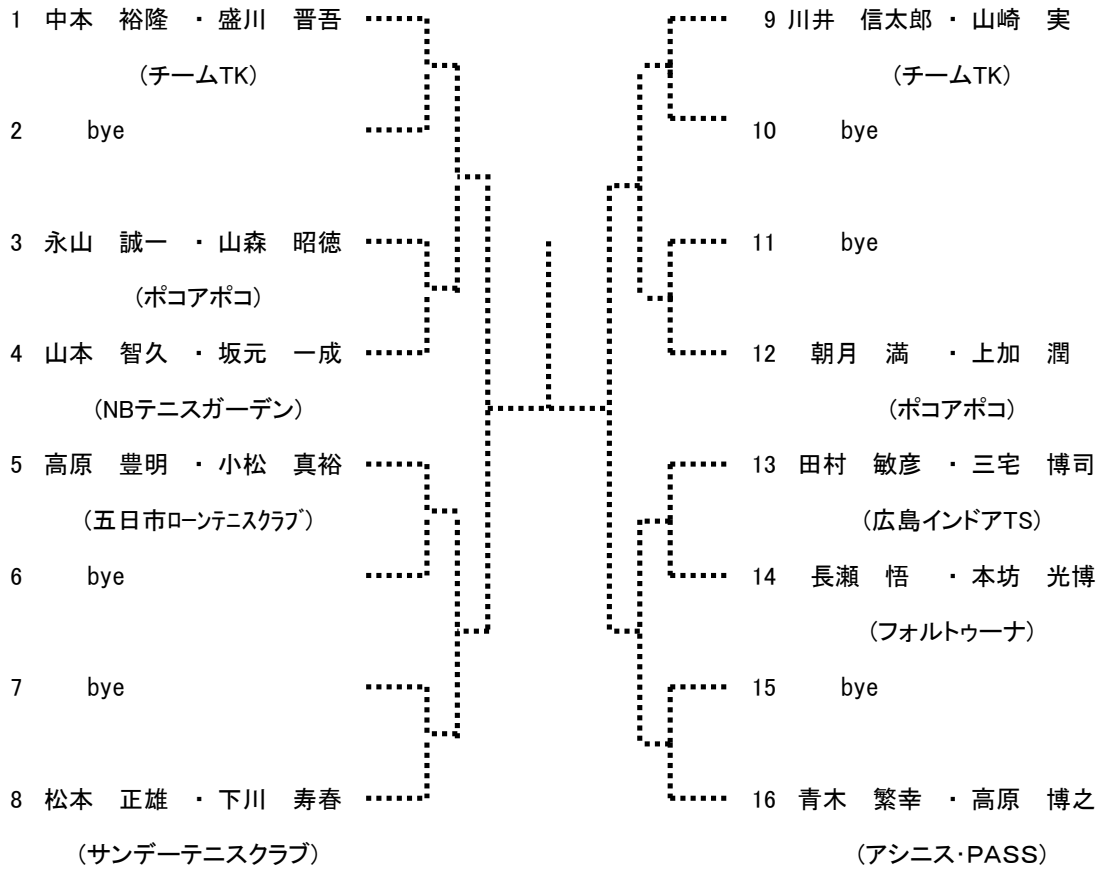 1 中本 裕隆 ・ 盛川 晋吾
(チームTK)
2 bye
3 永山 誠一 ・ 山森 昭徳
(ポコアポコ)
4 山本 智久 ・ 坂元 一成
(NBテニスガーデン)
5 高原 豊明 ・ 小松 真裕
(五日市ローンテニスクラブ)
6 bye
7 bye
8 松本 正雄 ・ 下川 寿春
(サンデーテニスクラブ)
9 川井 信太郎 ・ 山崎 実
(チームTK)
10 bye
11 bye
12 朝月 満 ・ 上加 潤
(ポコアポコ)
13 田村 敏彦 ・ 三宅 博司
(広島インドアTS)
14 長瀬 悟 ・ 本坊 光博
(フォルトゥーナ)
15 bye
16 青木 繁幸 ・ 高原 博之
(アシニス・PASS)